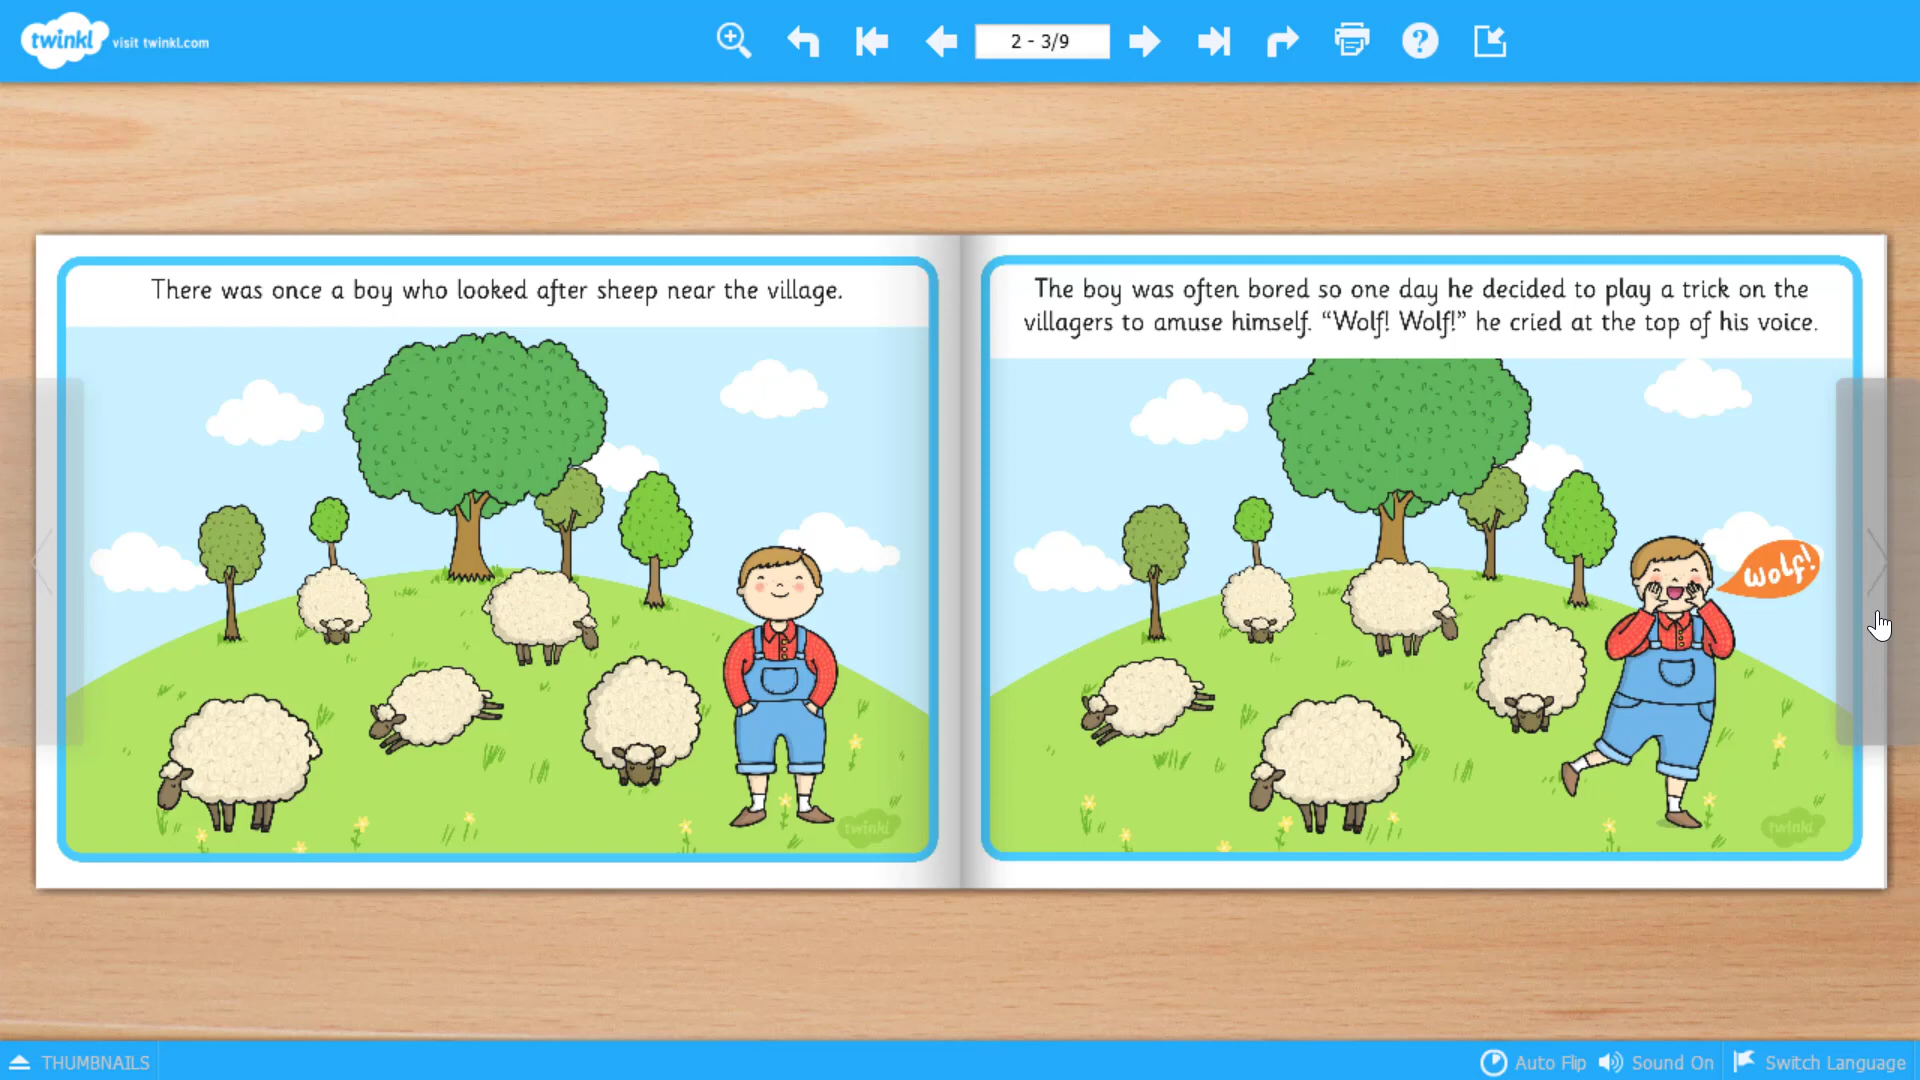 twinkl visit twinkl.com
2 - 3/9
There was once a boy who looked after sheep near the village.
twinkl
The boy was often bored so one day he decided to play a trick on the
villagers to amuse himself. “Wolf! Wolf!” he cried at the top of his voice.
Wolf!
twinkl
THUMBNAILS
Auto Flip
Sound On
Switch Language